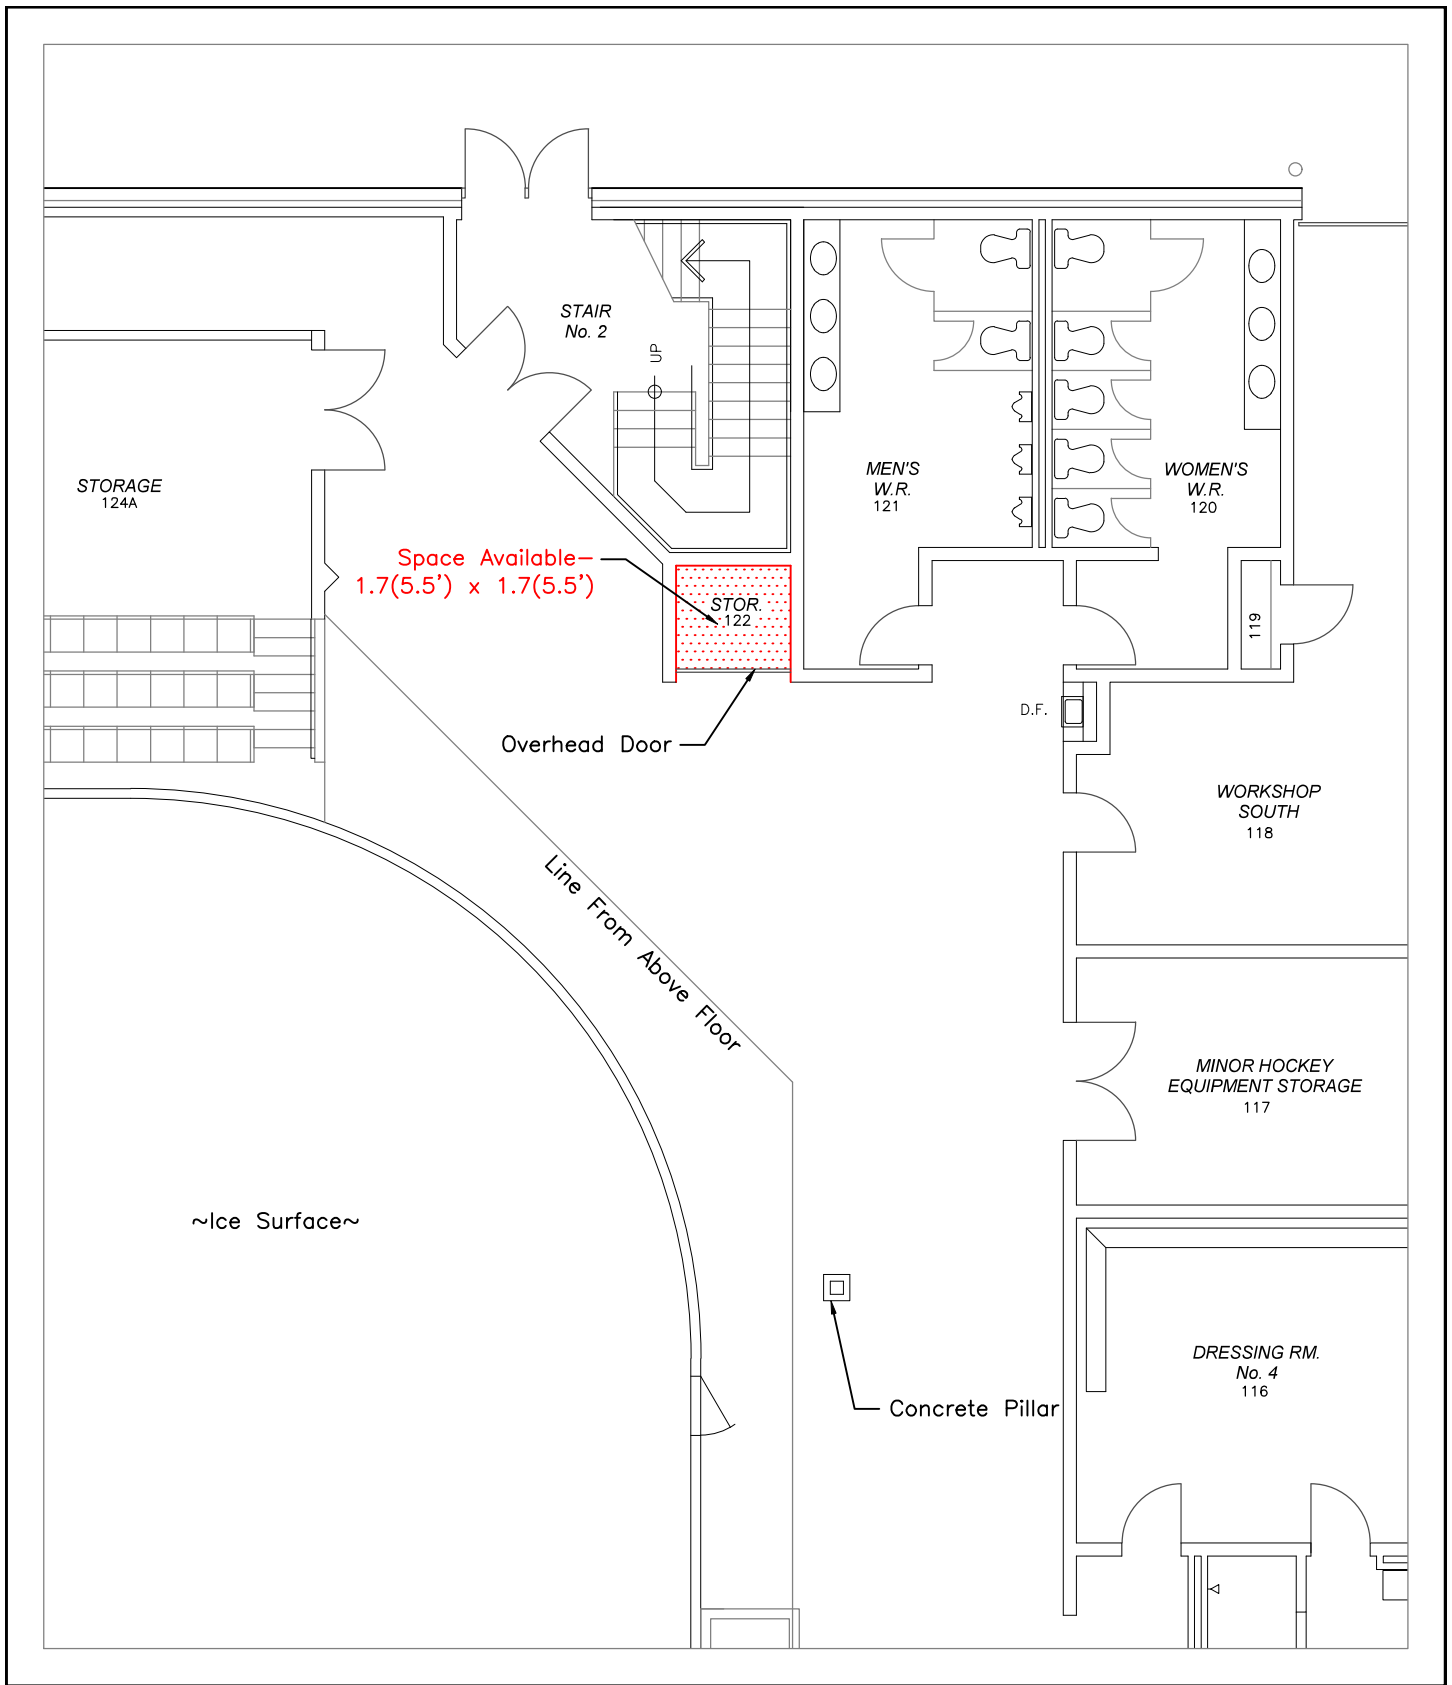 STAIR
No. 2
UP
STORAGE
124A
MEN'S
W.R.
121
WOMEN'S
W.R.
120
Space Available-
1.7(5.5') x 1.7(5.5')
STOR.
122
119
D.F.
Overhead Door
WORKSHOP
SOUTH
118
Line From Above Floor
MINOR HOCKEY
EQUIPMENT STORAGE
117
~Ice Surface~
DRESSING RM.
No. 4
116
Concrete Pillar